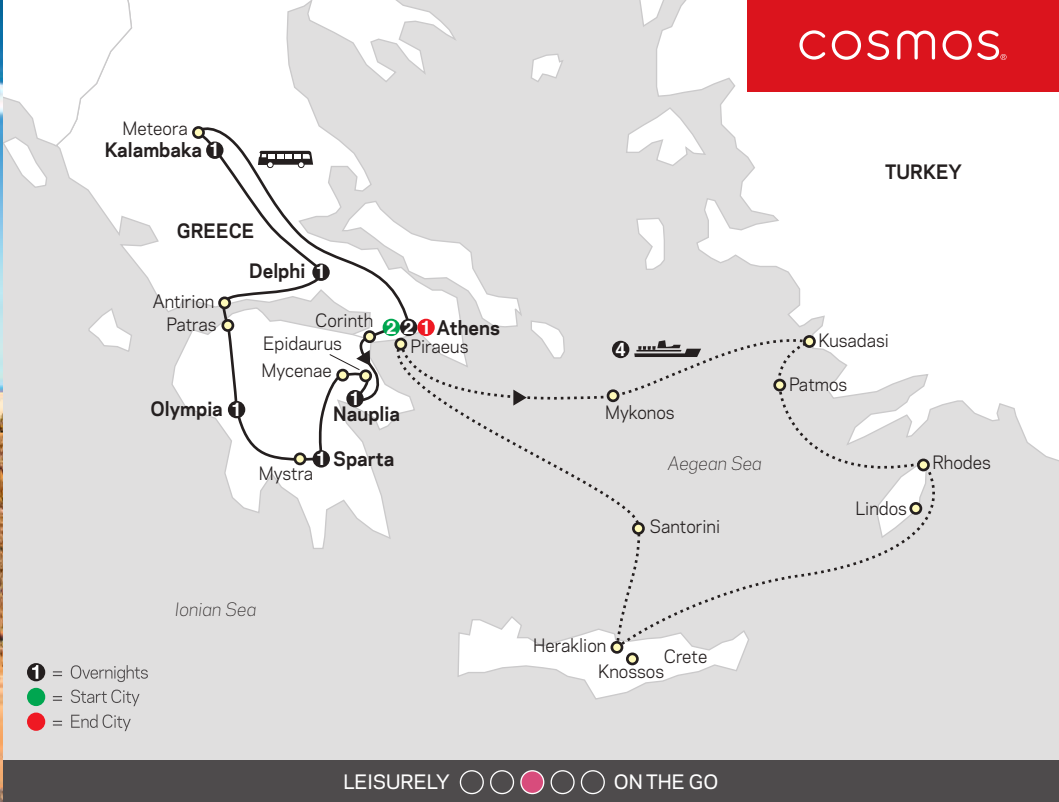 COSMOS®
Meteora
Kalambaka 1
TURKEY
GREECE
Delphi 1
Antirion
Patras
Corinth
2 2 1 Athens
Piraeus
Epidaurus
Mycenae
1
Nauplia
Olympia 1
Mystra
1 Sparta
4
Kusadasi
Patmos
Mykonos
Aegean Sea
Rhodes
Lindos
Santorini
Ionian Sea
Heraklion
Crete
Knossos
1 = Overnights
= Start City
= End City
LEISURELY ON THE GO